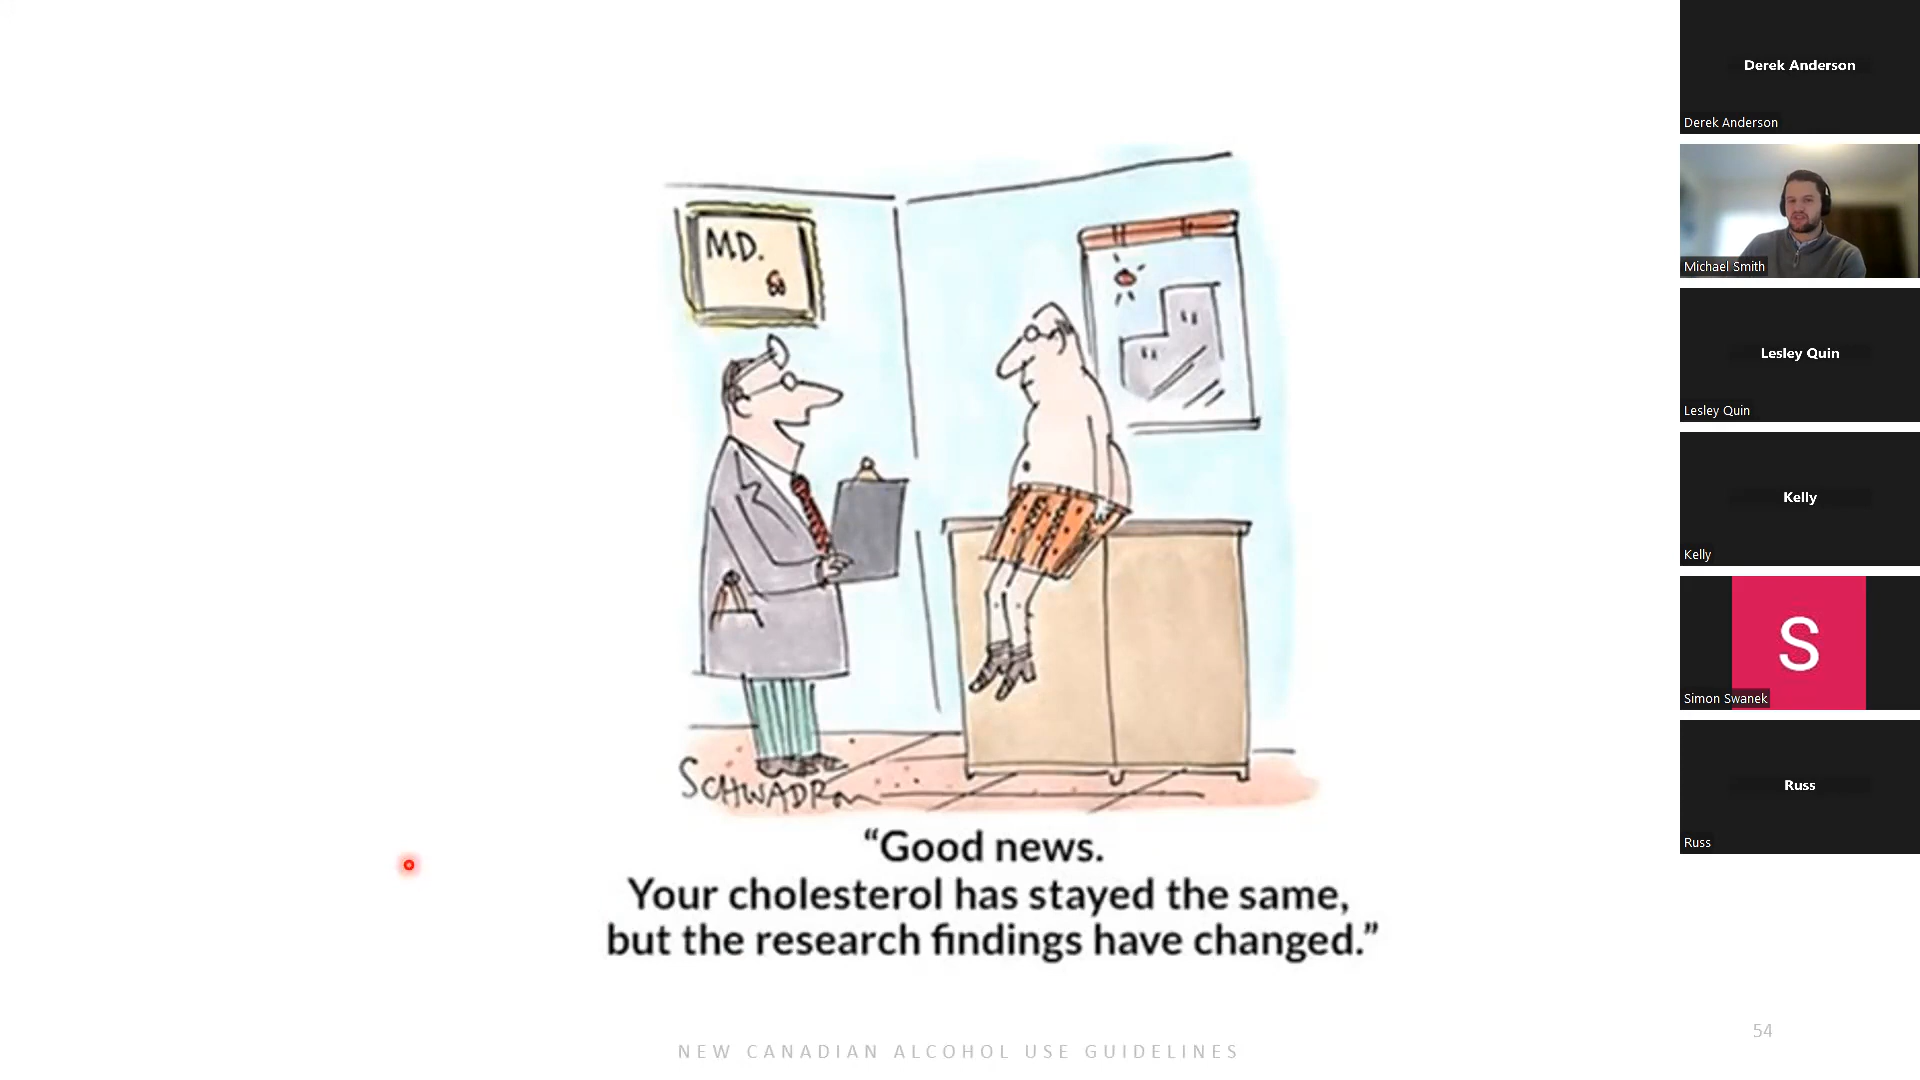 MD.
SCHWADRon
“Good news.
Your cholesterol has stayed the same,
but the research findings have changed.”
NEW CANADIAN ALCOHOL USE GUIDELINES
54
Derek Anderson
Derek Anderson
Michael Smith
Lesley Quin
Lesley Quin
Kelly
Kelly
S
Simon Swanek
Russ
Russ